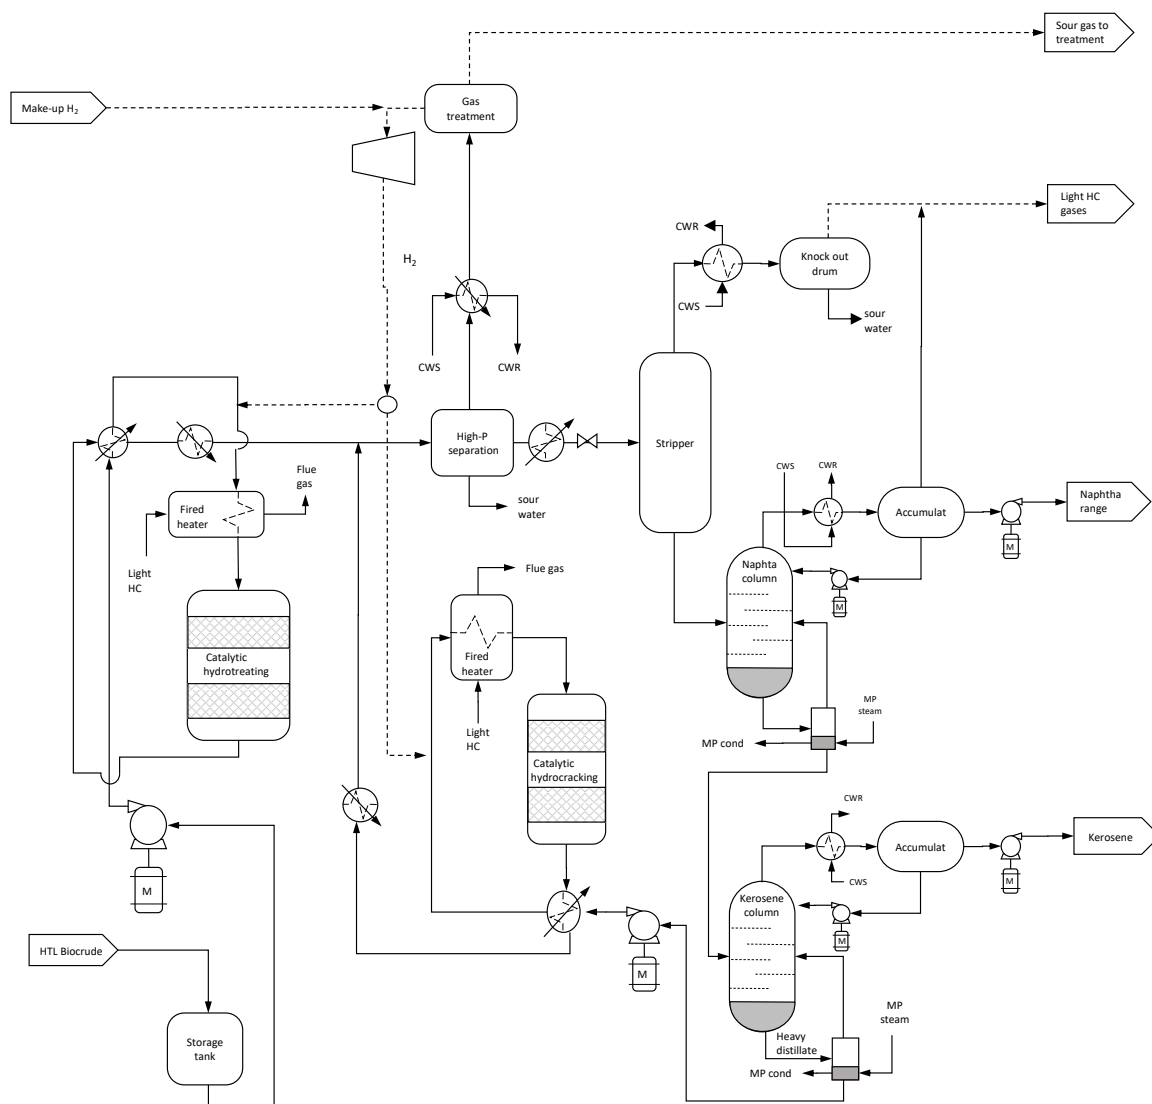 Sour gas to
treatment
Make-up H₂
Gas
treatment
H₂
CWS
CWR
CWR
CWS
Knock out
drum
sour
water
Light HC
gases
High-P
separation
sour
water
Stripper
Flue
gas
Fired
heater
Light
HC
Catalytic
hydrotreating
CWS
CWR
Accumulat
Naphtha
range
M
Naphta
column
M
Flue gas
Fired
heater
Light
HC
Catalytic
hydrocracking
MP
steam
MP cond
CWR
CWS
Accumulat
Kerosene
M
Kerosene
column
M
M
M
HTL Biocrude
Storage
tank
Heavy
distillate
MP
steam
MP cond